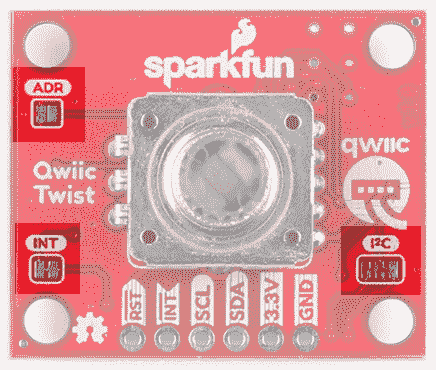 sparkfun
ADR
qwiic
Qwiic
Twist
INT
I²C
RST
INT
SCL
SDA
3.3V
GND